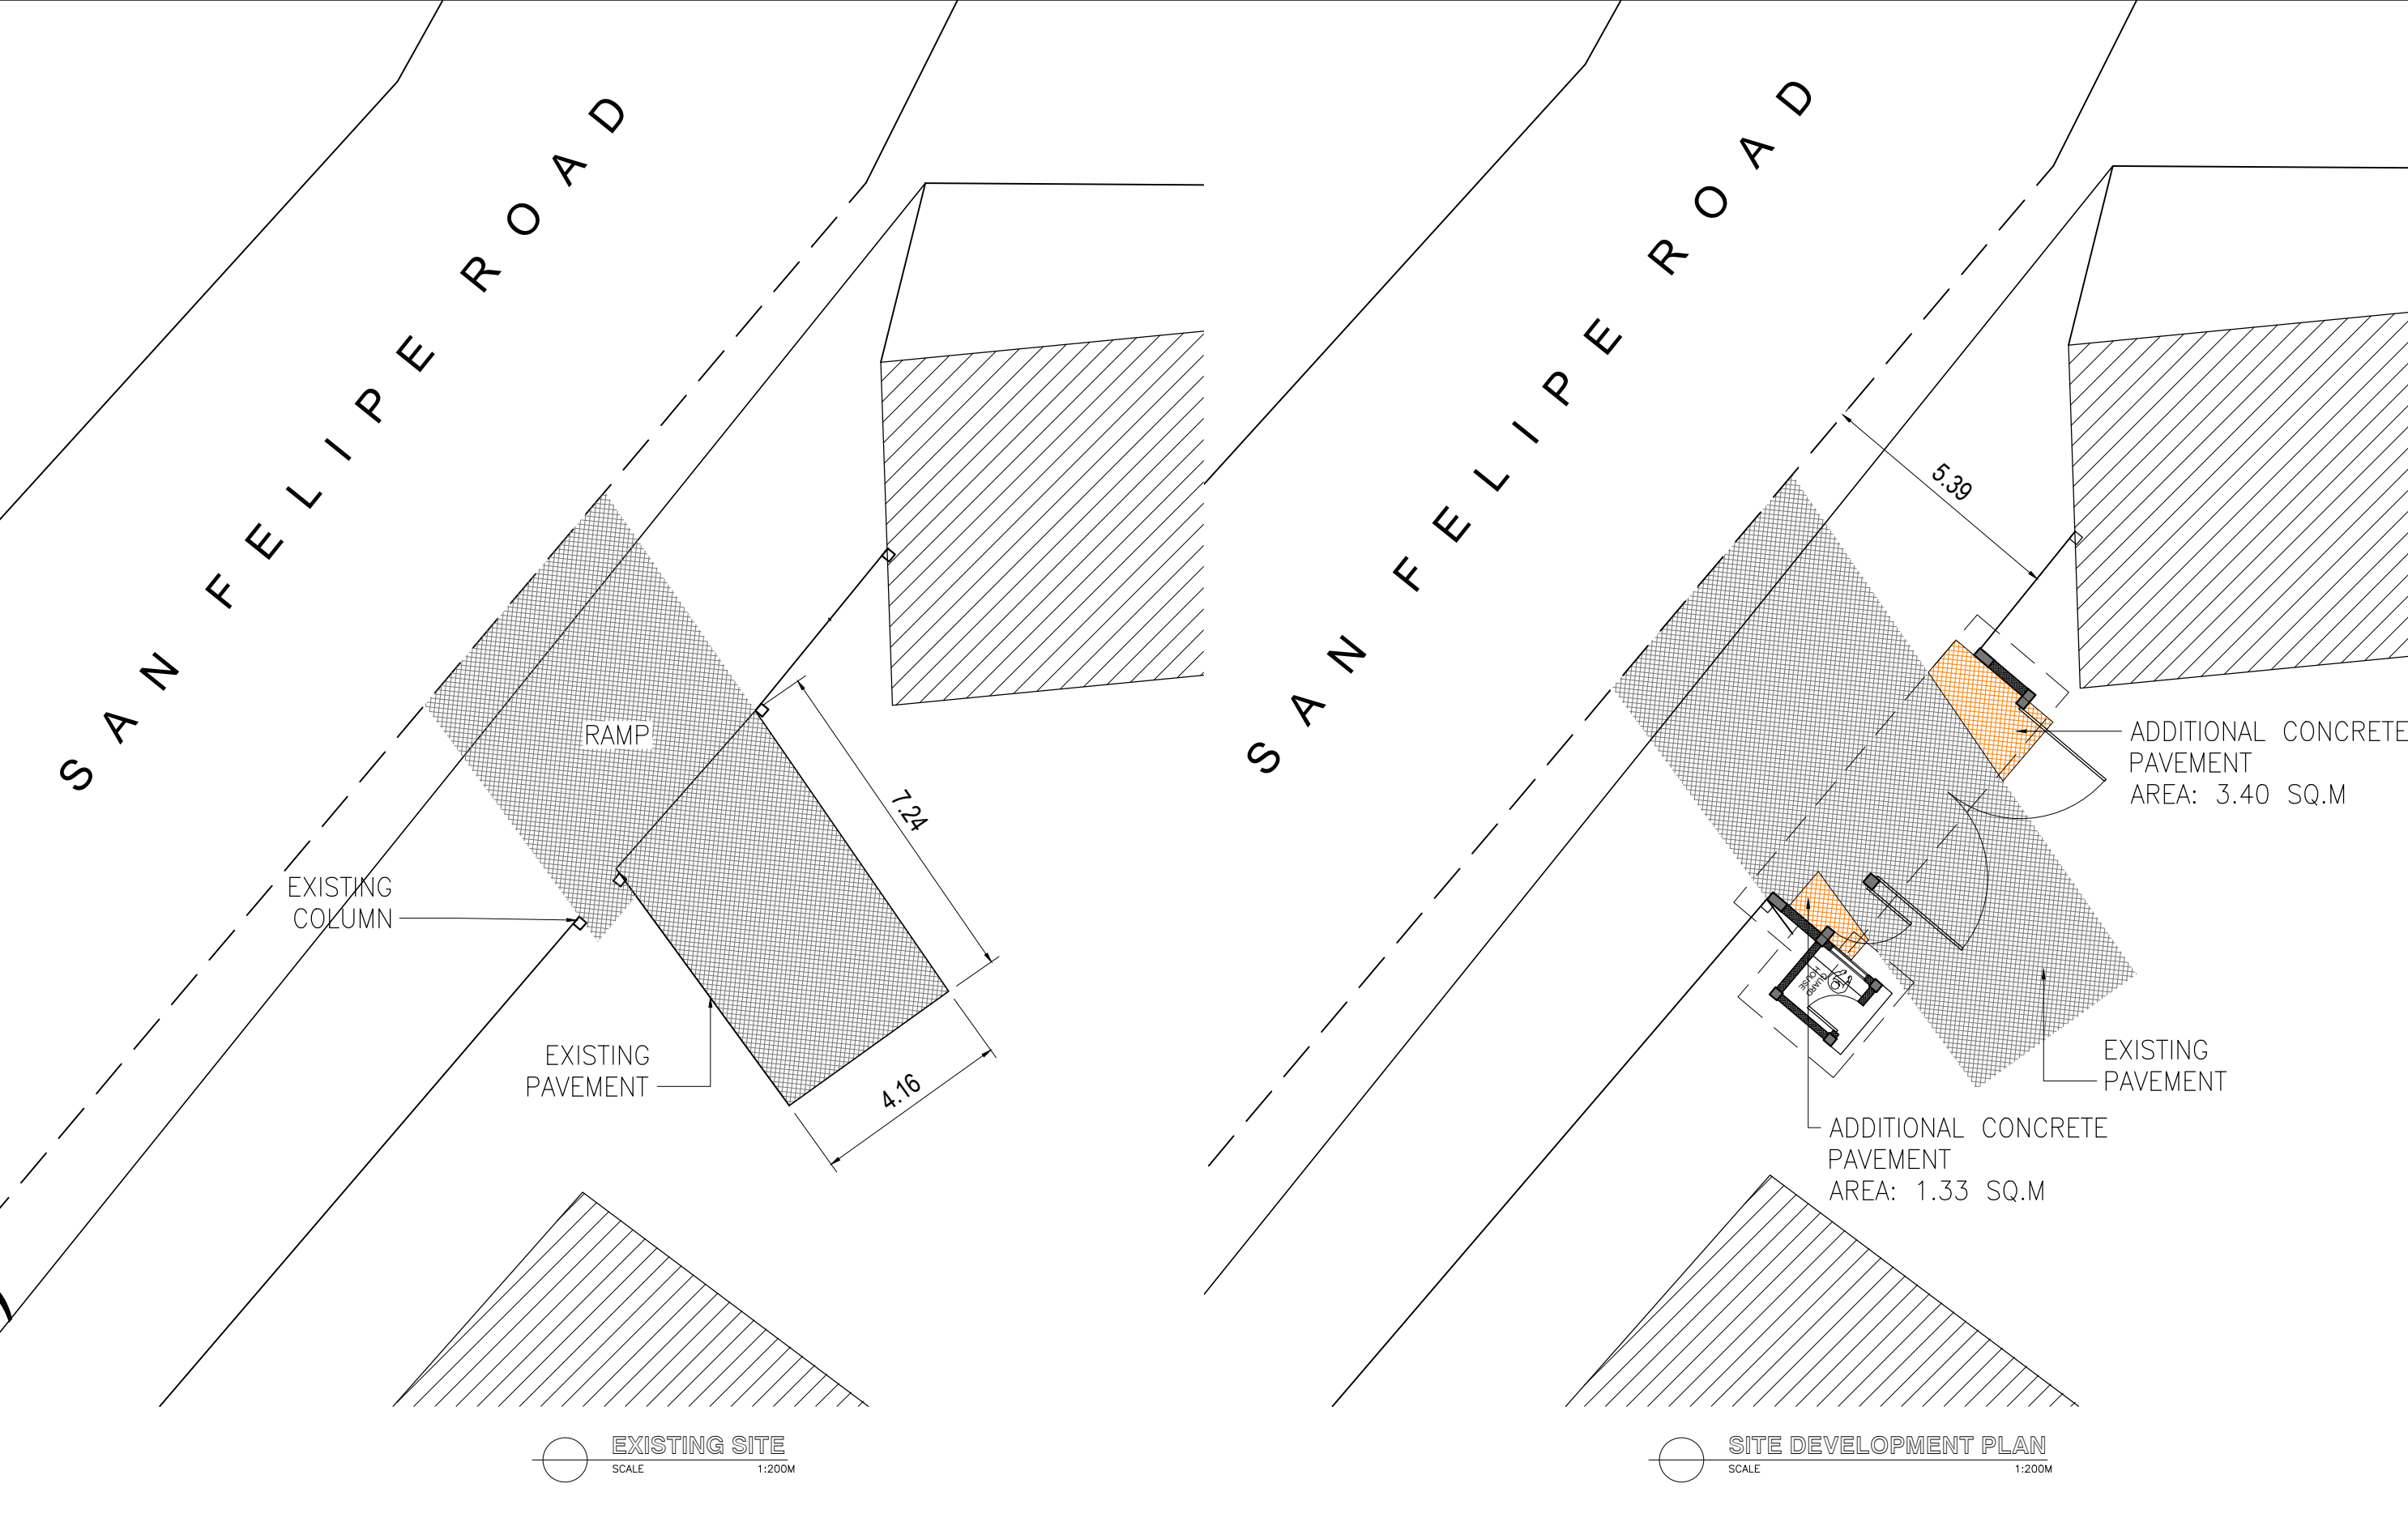 SAN FELIPE ROAD
RAMP
7.24
EXISTING
COLUMN
EXISTING
PAVEMENT
4.16
EXISTING SITE
SCALE 1:200M
SAN FELIPE ROAD
5.39
ADDITIONAL CONCRETE
PAVEMENT
AREA: 3.40 SQ.M
GUARD
HOUSE
EXISTING
PAVEMENT
ADDITIONAL CONCRETE
PAVEMENT
AREA: 1.33 SQ.M
SITE DEVELOPMENT PLAN
SCALE 1:200M